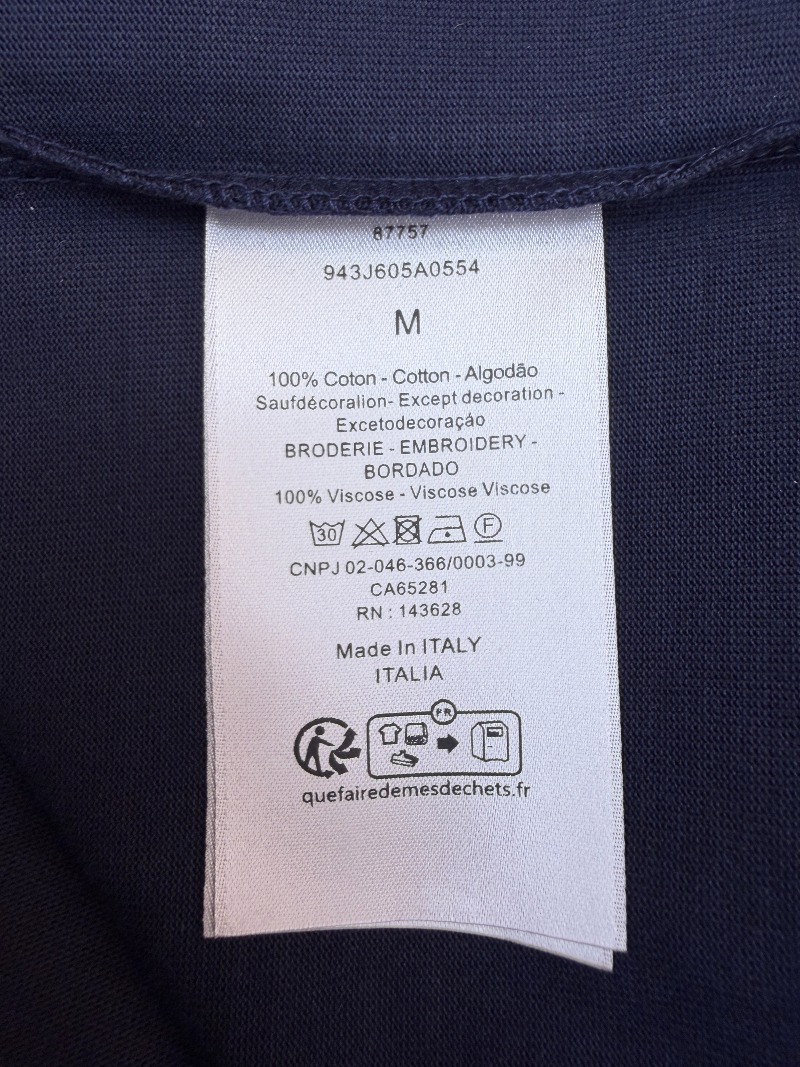 87757
943J605A0554
M
100% Coton - Cotton - Algodão
Saufdécoralion- Except decoration -
Excetodecoração
BRODERIE - EMBROIDERY -
BORDADO
100% Viscose - Viscose Viscose
30 F
CNPJ 02-046-366/0003-99
CA65281
RN : 143628
Made In ITALY
ITALIA
FR
quefairedemesdechets.fr